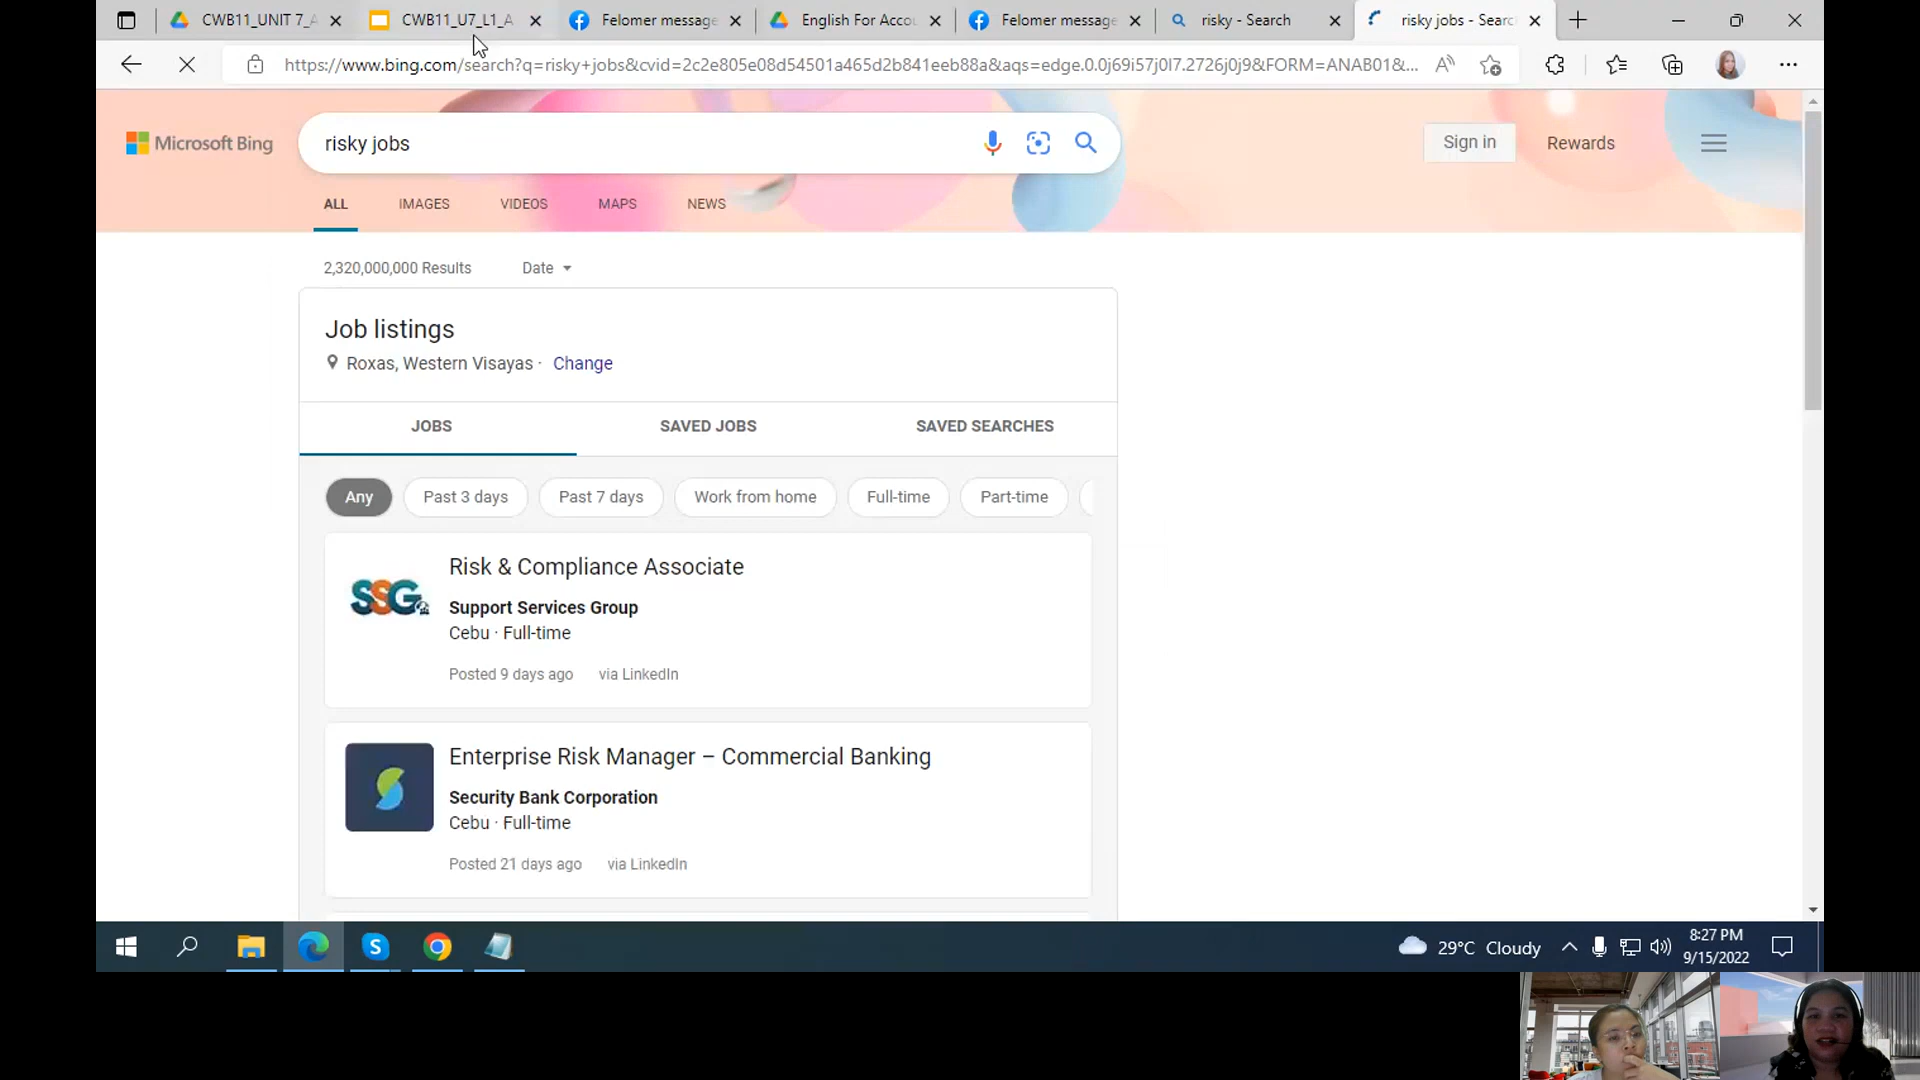 CWB11_UNIT 7_A
CWB11_U7_L1_A
Felomer message
English For Accou
Felomer message
risky - Search
risky jobs - Searc
https://www.bing.com/search?q=risky+jobs&cvid=2c2e805e08d54501a465d2b841eeb88a&aqs=edge.0.0j69i57j0l7.2726j0j9&FORM=ANAB01&...
Microsoft Bing
risky jobs
Sign in
Rewards
ALL
IMAGES
VIDEOS
MAPS
NEWS
2,320,000,000 Results
Date
Job listings
Roxas, Western Visayas · Change
JOBS
SAVED JOBS
SAVED SEARCHES
Any
Past 3 days
Past 7 days
Work from home
Full-time
Part-time
SSG
Risk & Compliance Associate
Support Services Group
Cebu · Full-time
Posted 9 days ago
via LinkedIn
Enterprise Risk Manager – Commercial Banking
Security Bank Corporation
Cebu · Full-time
Posted 21 days ago
via LinkedIn
29°C Cloudy
8:27 PM
9/15/2022